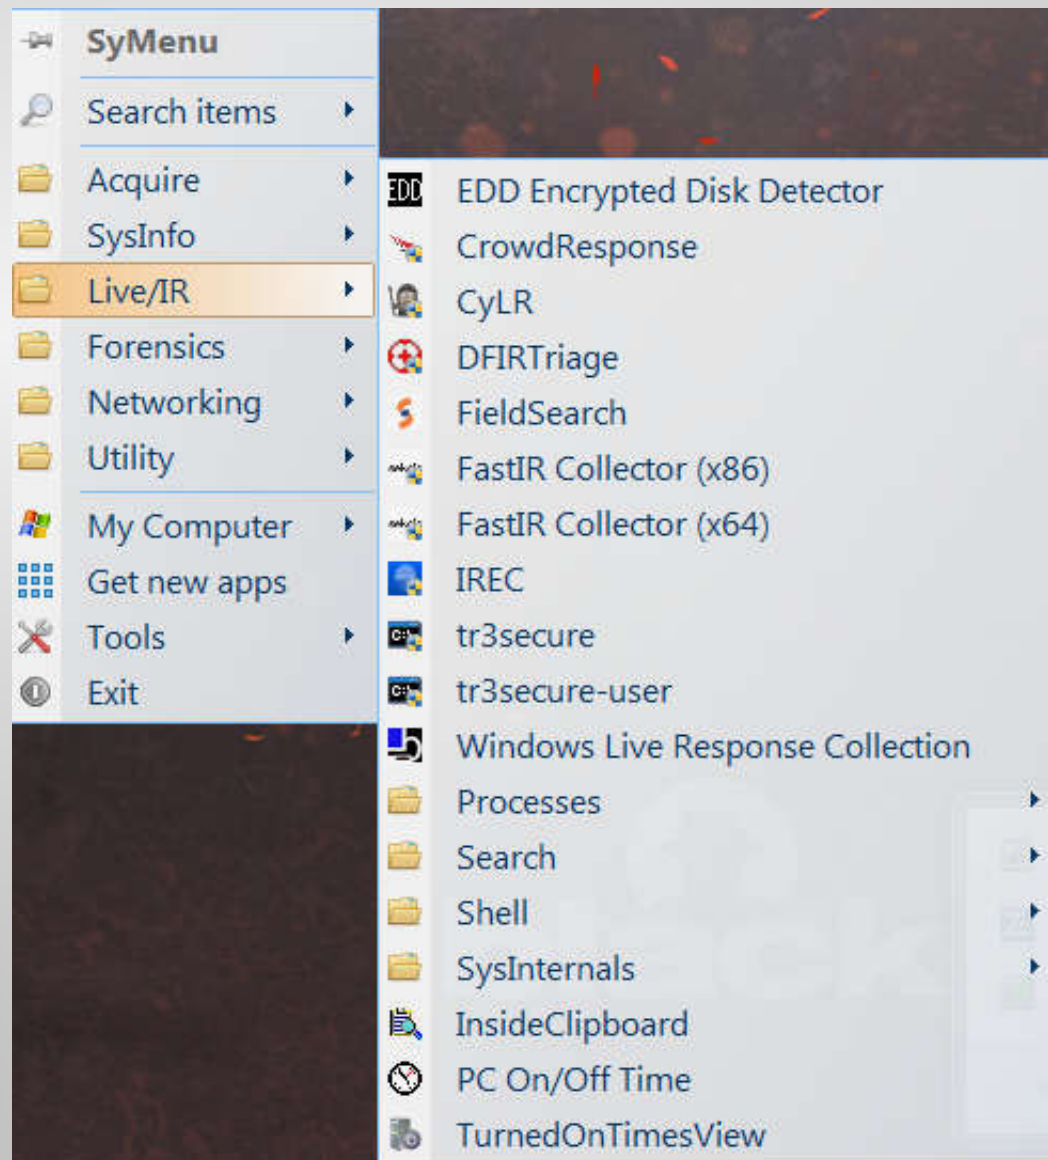 SyMenu
Search items
Acquire
SysInfo
Live/IR
Forensics
Networking
Utility
My Computer
Get new apps
Tools
Exit
EDD
EDD Encrypted Disk Detector
CrowdResponse
CyLR
DFIRTriage
FieldSearch
FastIR Collector (x86)
FastIR Collector (x64)
IREC
tr3secure
tr3secure-user
Windows Live Response Collection
Processes
Search
Shell
SysInternals
InsideClipboard
PC On/Off Time
TurnedOnTimesView